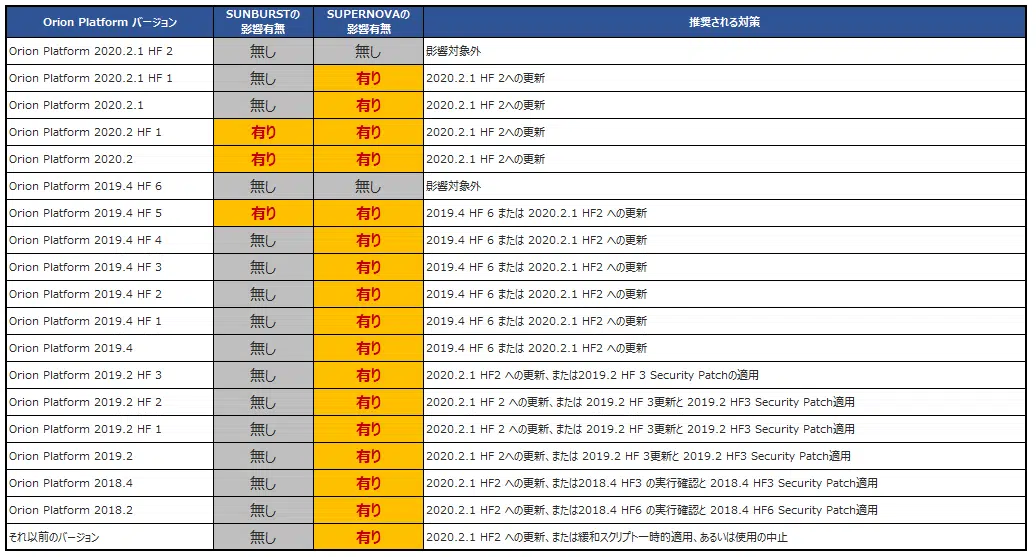 Orion Platform バージョン SUNBURSTの影響有無 SUPERNOVAの影響有無 推奨される対策
Orion Platform 2020.2.1 HF 2 無し 無し 影響対象外
Orion Platform 2020.2.1 HF 1 無し 有り 2020.2.1 HF 2への更新
Orion Platform 2020.2.1 無し 有り 2020.2.1 HF 2への更新
Orion Platform 2020.2 HF 1 有り 有り 2020.2.1 HF 2への更新
Orion Platform 2020.2 有り 有り 2020.2.1 HF 2への更新
Orion Platform 2019.4 HF 6 無し 無し 影響対象外
Orion Platform 2019.4 HF 5 有り 有り 2019.4 HF 6 または 2020.2.1 HF2 への更新
Orion Platform 2019.4 HF 4 無し 有り 2019.4 HF 6 または 2020.2.1 HF2 への更新
Orion Platform 2019.4 HF 3 無し 有り 2019.4 HF 6 または 2020.2.1 HF2 への更新
Orion Platform 2019.4 HF 2 無し 有り 2019.4 HF 6 または 2020.2.1 HF2 への更新
Orion Platform 2019.4 HF 1 無し 有り 2019.4 HF 6 または 2020.2.1 HF2 への更新
Orion Platform 2019.4 無し 有り 2019.4 HF 6 または 2020.2.1 HF2 への更新
Orion Platform 2019.2 HF 3 無し 有り 2020.2.1 HF2 への更新、または2019.2 HF 3 Security Patchの適用
Orion Platform 2019.2 HF 2 無し 有り 2020.2.1 HF 2 への更新、または 2019.2 HF 3更新と 2019.2 HF3 Security Patch適用
Orion Platform 2019.2 HF 1 無し 有り 2020.2.1 HF 2 への更新、または 2019.2 HF 3更新と 2019.2 HF3 Security Patch適用
Orion Platform 2019.2 無し 有り 2020.2.1 HF 2への更新、または 2019.2 HF 3更新と 2019.2 HF3 Security Patch適用
Orion Platform 2018.4 無し 有り 2020.2.1 HF2 への更新、または2018.4 HF3 の実行確認と 2018.4 HF3 Security Patch適用
Orion Platform 2018.2 無し 有り 2020.2.1 HF2 への更新、または2018.4 HF6 の実行確認と 2018.4 HF6 Security Patch適用
それ以前のバージョン 無し 有り 2020.2.1 HF2 への更新、または緩和スクリプト一時的適用、あるいは使用の中止